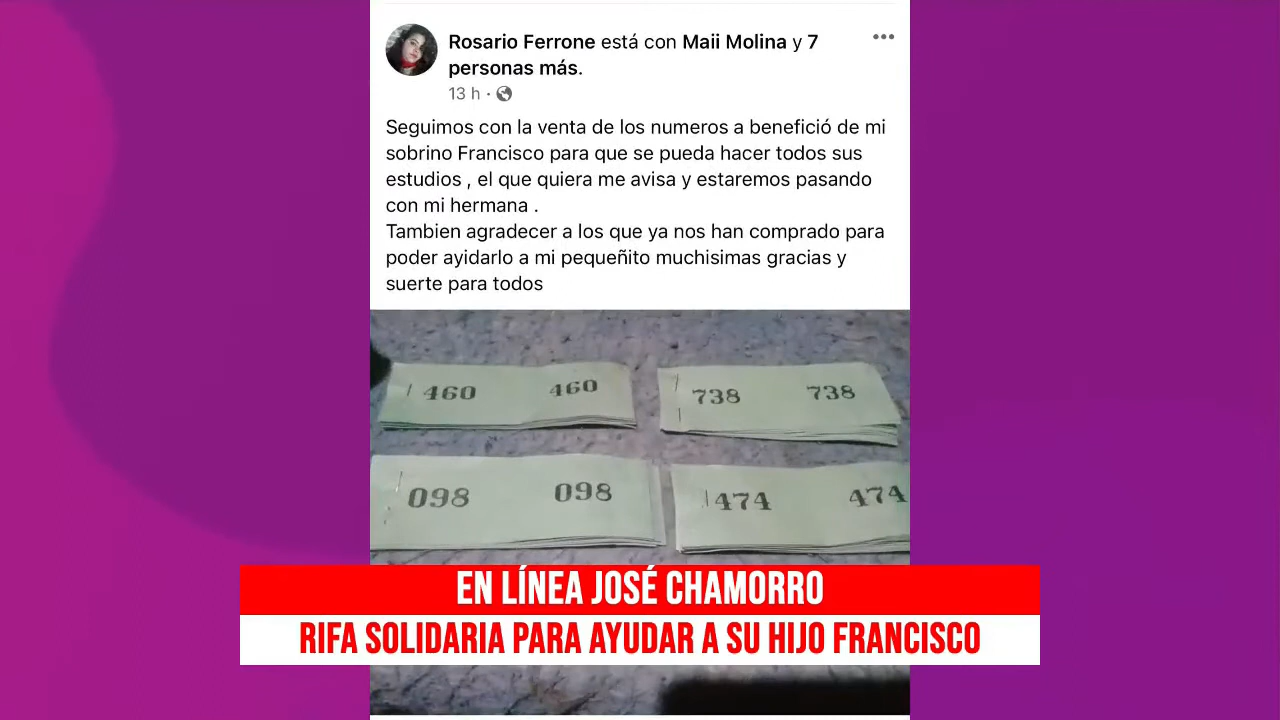 Rosario Ferrone está con Maii Molina y 7
personas más.
13 h ·
Seguimos con la venta de los numeros a benefició de mi
sobrino Francisco para que se pueda hacer todos sus
estudios , el que quiera me avisa y estaremos pasando
con mi hermana .
Tambien agradecer a los que ya nos han comprado para
poder ayidarlo a mi pequeñito muchisimas gracias y
suerte para todos
460 460 738 738
098 098 474 474
EN LÍNEA JOSÉ CHAMORRO
RIFA SOLIDARIA PARA AYUDAR A SU HIJO FRANCISCO